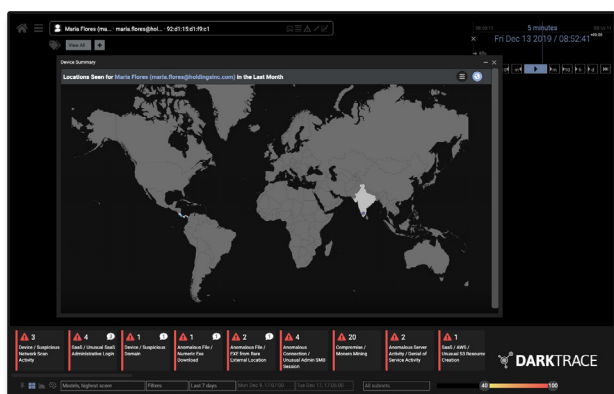 Maria Flores (ma... · maria.flores@hol... · 92:d1:15:d1:f9:c1
5 minutes
Fri Dec 13 2019 / 08:52:41
View All +
Device Summary
Locations Seen for Maria Flores (maria.flores@holdingsinc.com) in the Last Month
3
Device / Suspicious
Network Scan
Activity
4
SaaS / Unusual SaaS
Administrative Login
1
Device / Suspicious
Domain
1
Anomalous File /
Numeric Exe
Download
2
Anomalous File /
EXE from Rare
External Location
4
Anomalous
Connection /
Unusual Admin SMB
Session
20
Compromise /
Monero Mining
2
Anomalous Server
Activity / Denial of
Service Activity
1
SaaS / AWS /
Unusual S3 Resource
Creation
DARKTRACE
Models, highest score
Filters
Last 7 days
All subnets
40
100